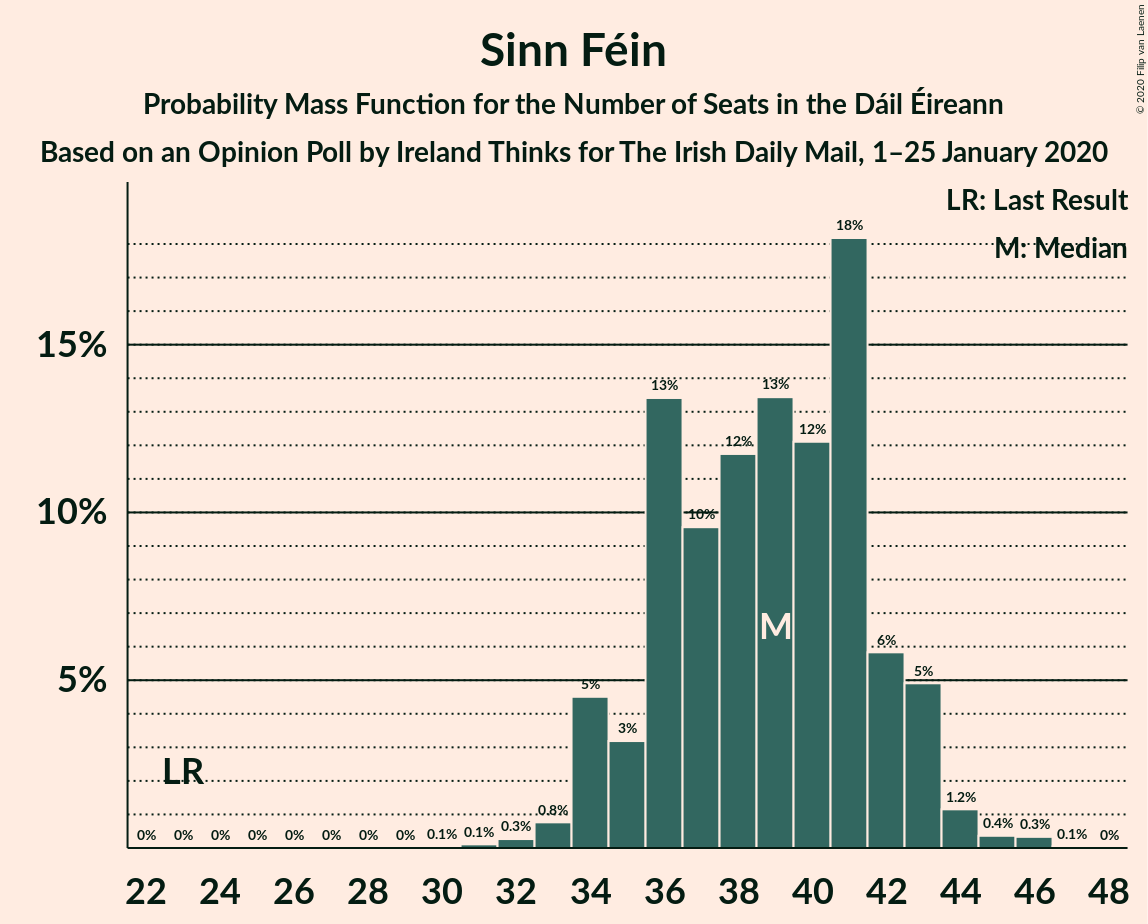 Sinn Féin
Probability Mass Function for the Number of Seats in the Dáil Éireann
Based on an Opinion Poll by Ireland Thinks for The Irish Daily Mail, 1–25 January 2020
© 2020 Filip van Laenen
LR: Last Result
M: Median
15%
10%
5%
LR
M
0% 0% 0% 0% 0% 0% 0% 0% 0.1% 0.1% 0.3% 0.8% 5% 3% 13% 10% 12% 13% 12% 18% 6% 5% 1.2% 0.4% 0.3% 0.1% 0%
22 24 26 28 30 32 34 36 38 40 42 44 46 48